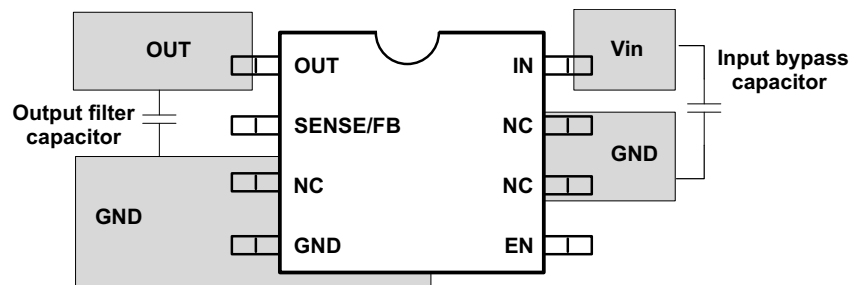 OUT
Output filter
capacitor
GND
OUT
SENSE/FB
NC
GND
IN
NC
NC
EN
Vin
GND
Input bypass
capacitor